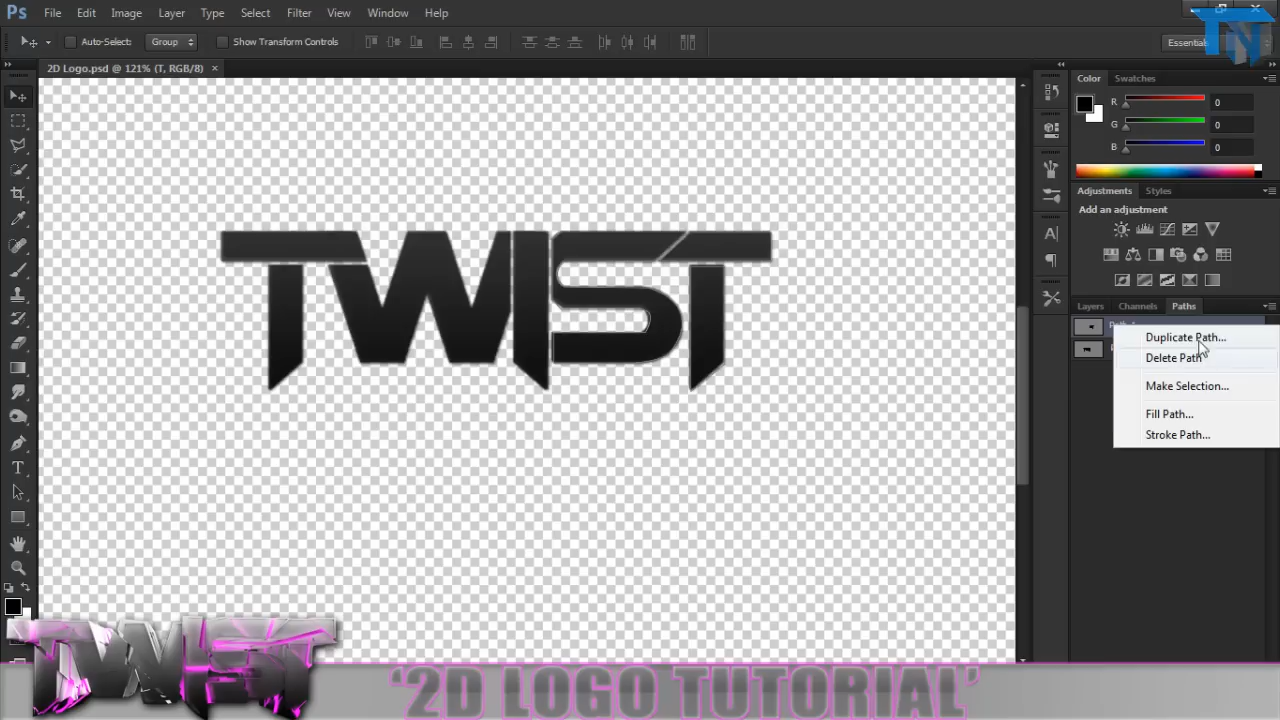 Ps File Edit Image Layer Type Select Filter View Window Help
TN
Auto-Select: Group Show Transform Controls
Essentials
2D Logo.psd @ 121% (T, RGB/8) ×
Color Swatches
R 0
G 0
B 0
Adjustments Styles
Add an adjustment
Layers Channels Paths
Duplicate Path...
Delete Path
Make Selection...
Fill Path...
Stroke Path...
TWIST
TWIST
'2D LOGO TUTORIAL'